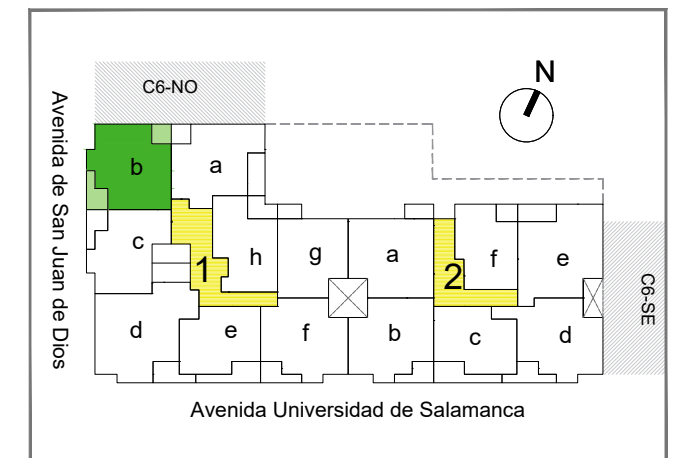 N
C6-NO
Avenida de San Juan de Dios
b
a
c
1
h
g
a
2
f
e
C6-SE
d
e
f
b
c
d
Avenida Universidad de Salamanca